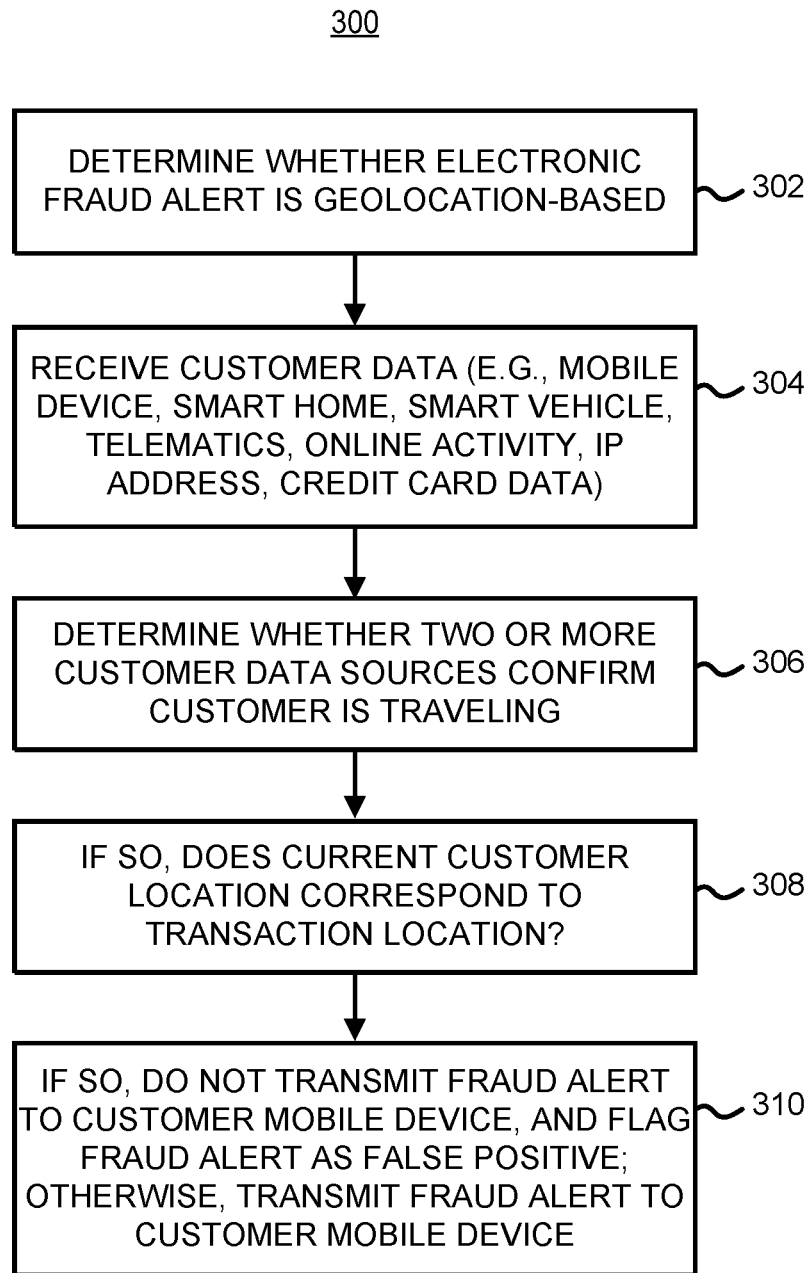 300
DETERMINE WHETHER ELECTRONIC
FRAUD ALERT IS GEOLOCATION-BASED
302
RECEIVE CUSTOMER DATA (E.G., MOBILE
DEVICE, SMART HOME, SMART VEHICLE,
TELEMATICS, ONLINE ACTIVITY, IP
ADDRESS, CREDIT CARD DATA)
304
DETERMINE WHETHER TWO OR MORE
CUSTOMER DATA SOURCES CONFIRM
CUSTOMER IS TRAVELING
306
IF SO, DOES CURRENT CUSTOMER
LOCATION CORRESPOND TO
TRANSACTION LOCATION?
308
IF SO, DO NOT TRANSMIT FRAUD ALERT
TO CUSTOMER MOBILE DEVICE, AND FLAG
FRAUD ALERT AS FALSE POSITIVE;
OTHERWISE, TRANSMIT FRAUD ALERT TO
CUSTOMER MOBILE DEVICE
310